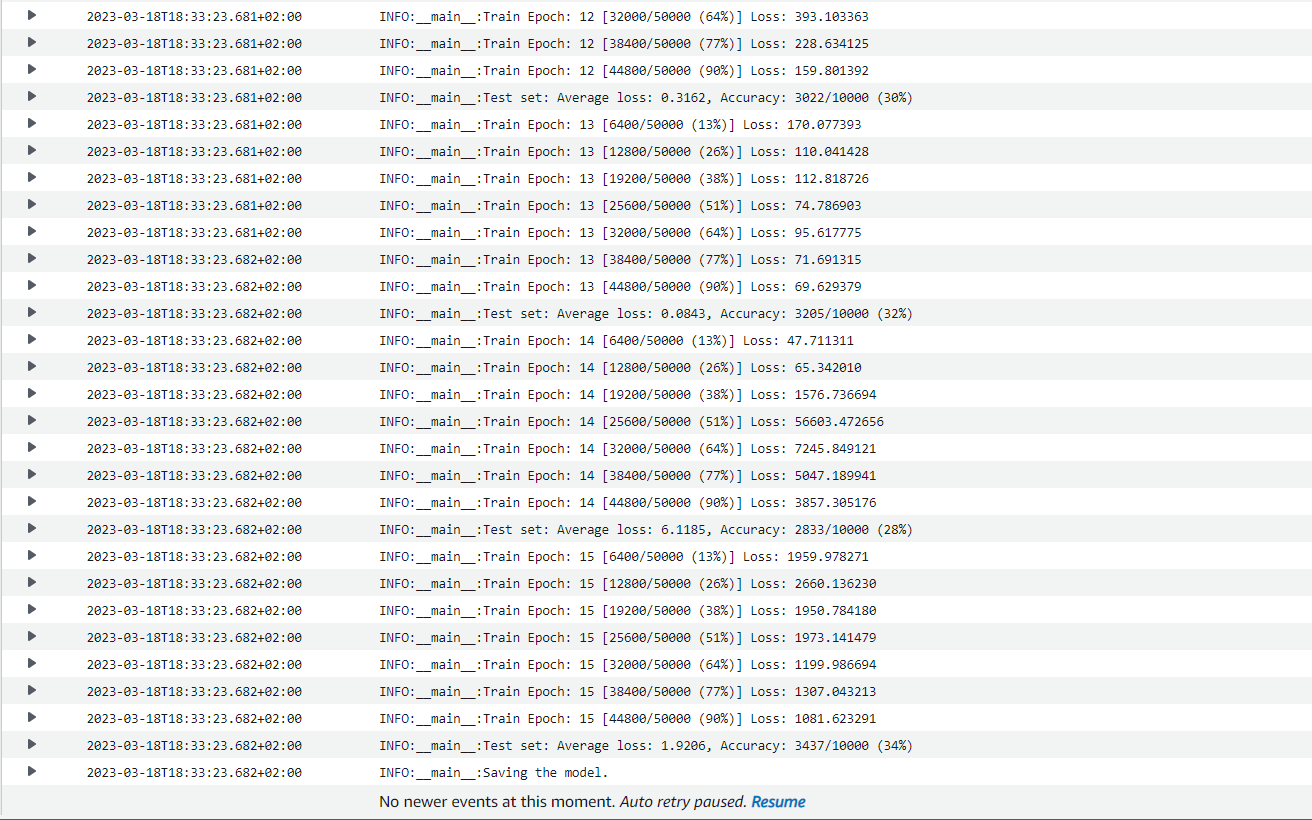 2023-03-18T18:33:23.681+02:00 INFO:__main__:Train Epoch: 12 [32000/50000 (64%)] Loss: 393.103363
2023-03-18T18:33:23.681+02:00 INFO:__main__:Train Epoch: 12 [38400/50000 (77%)] Loss: 228.634125
2023-03-18T18:33:23.681+02:00 INFO:__main__:Train Epoch: 12 [44800/50000 (90%)] Loss: 159.801392
2023-03-18T18:33:23.681+02:00 INFO:__main__:Test set: Average loss: 0.3162, Accuracy: 3022/10000 (30%)
2023-03-18T18:33:23.681+02:00 INFO:__main__:Train Epoch: 13 [6400/50000 (13%)] Loss: 170.077393
2023-03-18T18:33:23.681+02:00 INFO:__main__:Train Epoch: 13 [12800/50000 (26%)] Loss: 110.041428
2023-03-18T18:33:23.681+02:00 INFO:__main__:Train Epoch: 13 [19200/50000 (38%)] Loss: 112.818726
2023-03-18T18:33:23.681+02:00 INFO:__main__:Train Epoch: 13 [25600/50000 (51%)] Loss: 74.786903
2023-03-18T18:33:23.681+02:00 INFO:__main__:Train Epoch: 13 [32000/50000 (64%)] Loss: 95.617775
2023-03-18T18:33:23.682+02:00 INFO:__main__:Train Epoch: 13 [38400/50000 (77%)] Loss: 71.691315
2023-03-18T18:33:23.682+02:00 INFO:__main__:Train Epoch: 13 [44800/50000 (90%)] Loss: 69.629379
2023-03-18T18:33:23.682+02:00 INFO:__main__:Test set: Average loss: 0.0843, Accuracy: 3205/10000 (32%)
2023-03-18T18:33:23.682+02:00 INFO:__main__:Train Epoch: 14 [6400/50000 (13%)] Loss: 47.711311
2023-03-18T18:33:23.682+02:00 INFO:__main__:Train Epoch: 14 [12800/50000 (26%)] Loss: 65.342010
2023-03-18T18:33:23.682+02:00 INFO:__main__:Train Epoch: 14 [19200/50000 (38%)] Loss: 1576.736694
2023-03-18T18:33:23.682+02:00 INFO:__main__:Train Epoch: 14 [25600/50000 (51%)] Loss: 56603.472656
2023-03-18T18:33:23.682+02:00 INFO:__main__:Train Epoch: 14 [32000/50000 (64%)] Loss: 7245.849121
2023-03-18T18:33:23.682+02:00 INFO:__main__:Train Epoch: 14 [38400/50000 (77%)] Loss: 5047.189941
2023-03-18T18:33:23.682+02:00 INFO:__main__:Train Epoch: 14 [44800/50000 (90%)] Loss: 3857.305176
2023-03-18T18:33:23.682+02:00 INFO:__main__:Test set: Average loss: 6.1185, Accuracy: 2833/10000 (28%)
2023-03-18T18:33:23.682+02:00 INFO:__main__:Train Epoch: 15 [6400/50000 (13%)] Loss: 1959.978271
2023-03-18T18:33:23.682+02:00 INFO:__main__:Train Epoch: 15 [12800/50000 (26%)] Loss: 2660.136230
2023-03-18T18:33:23.682+02:00 INFO:__main__:Train Epoch: 15 [19200/50000 (38%)] Loss: 1950.784180
2023-03-18T18:33:23.682+02:00 INFO:__main__:Train Epoch: 15 [25600/50000 (51%)] Loss: 1973.141479
2023-03-18T18:33:23.682+02:00 INFO:__main__:Train Epoch: 15 [32000/50000 (64%)] Loss: 1199.986694
2023-03-18T18:33:23.682+02:00 INFO:__main__:Train Epoch: 15 [38400/50000 (77%)] Loss: 1307.043213
2023-03-18T18:33:23.682+02:00 INFO:__main__:Train Epoch: 15 [44800/50000 (90%)] Loss: 1081.623291
2023-03-18T18:33:23.682+02:00 INFO:__main__:Test set: Average loss: 1.9206, Accuracy: 3437/10000 (34%)
2023-03-18T18:33:23.682+02:00 INFO:__main__:Saving the model.
No newer events at this moment. Auto retry paused. Resume